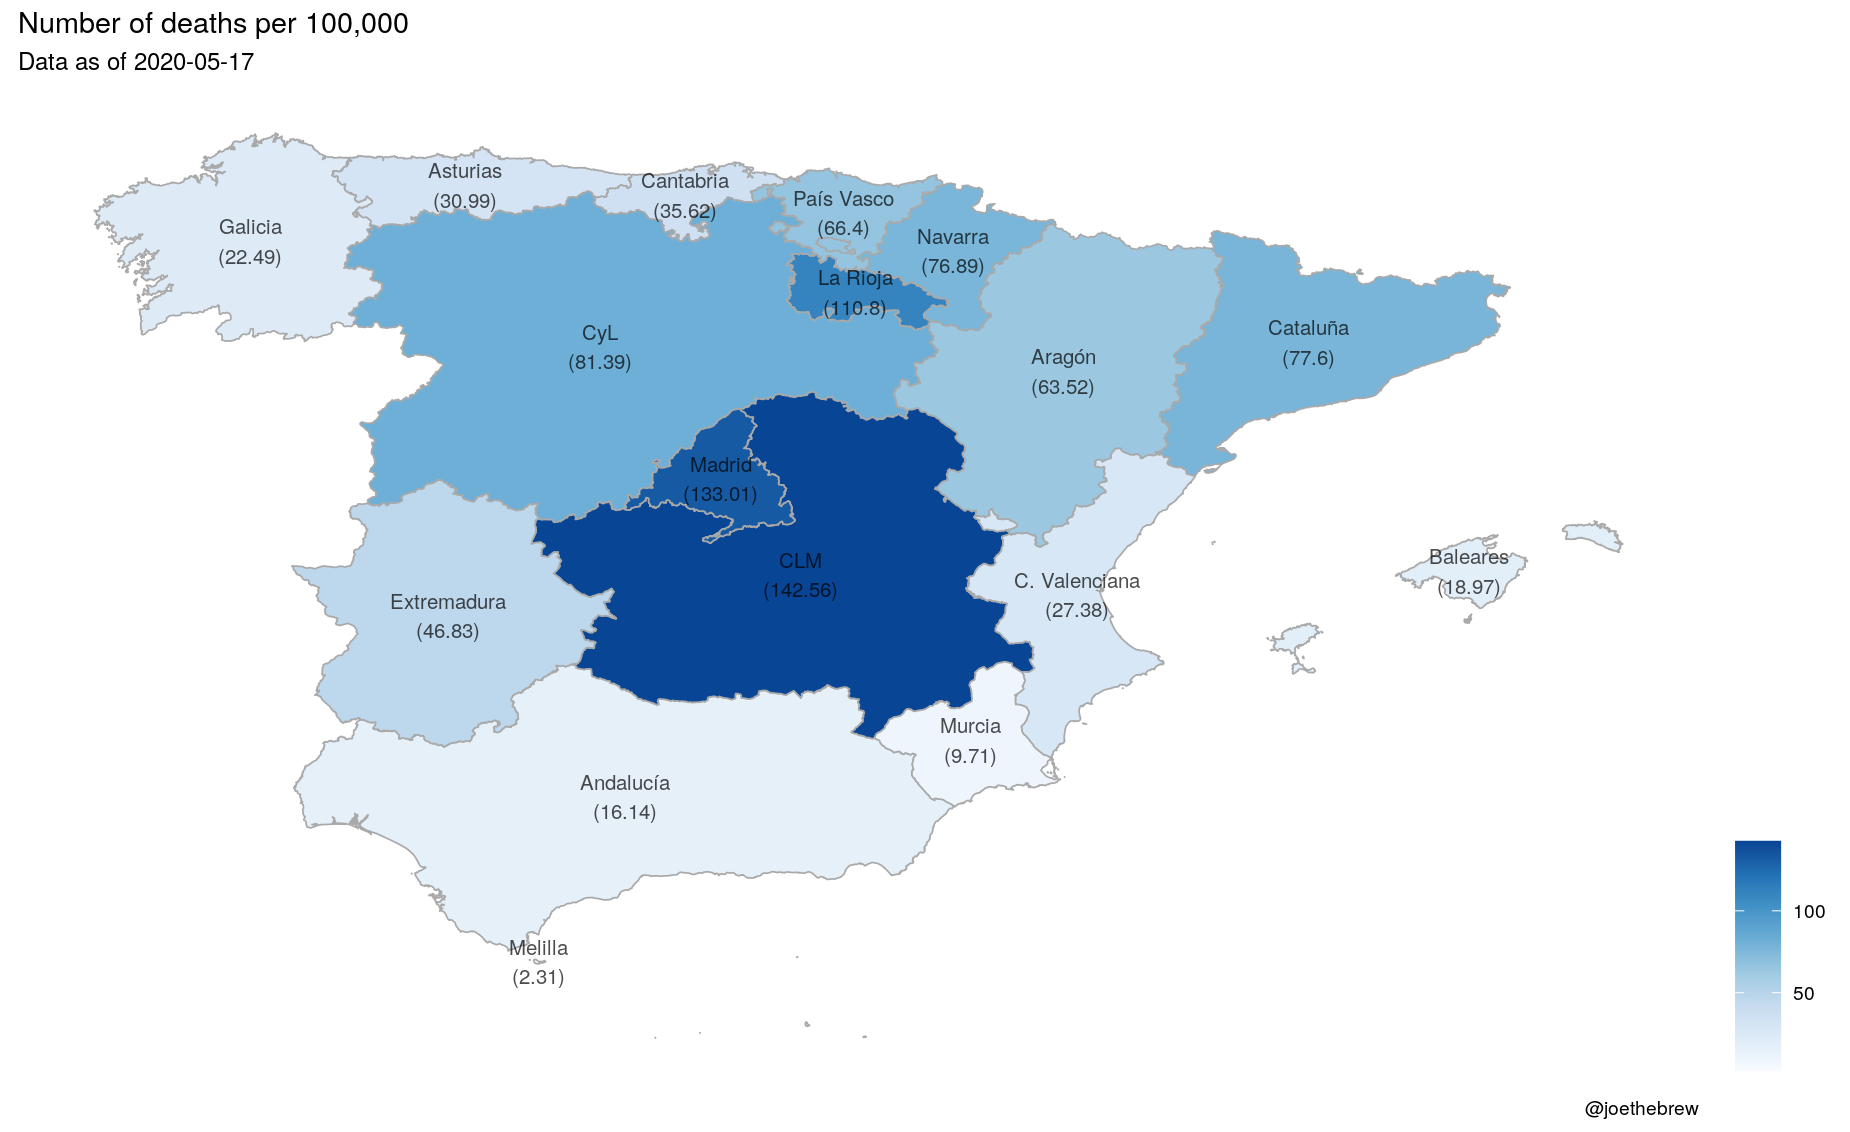 Number of deaths per 100,000
Data as of 2020-05-17
Asturias
(30.99)
Cantabria
(35.62)
País Vasco
(66.4)
Galicia
(22.49)
Navarra
(76.89)
La Rioja
(110.8)
CyL
(81.39)
Aragón
(63.52)
Cataluña
(77.6)
Madrid
(133.01)
CLM
(142.56)
C. Valenciana
(27.38)
Baleares
(18.97)
Extremadura
(46.83)
Murcia
(9.71)
Andalucía
(16.14)
Melilla
(2.31)
100
50
@joethebrew